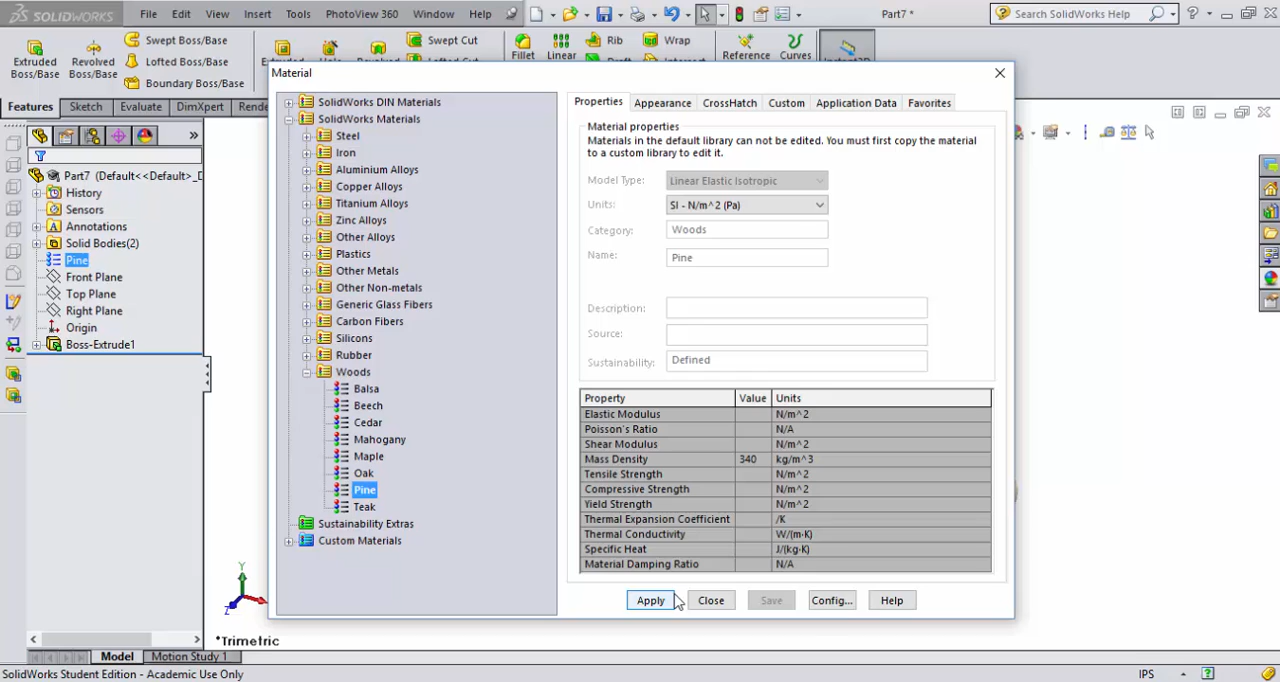 SOLIDWORKS File Edit View Insert Tools PhotoView 360 Window Help Part7 * Search SolidWorks Help
Extruded Boss/Base
Revolved Boss/Base
Swept Boss/Base
Lofted Boss/Base
Boundary Boss/Base
Swept Cut
Fillet
Linear
Rib
Wrap
Reference
Curves
Features Sketch Evaluate DimXpert
Part7 (Default<<Default>_D
History
Sensors
Annotations
Solid Bodies(2)
Pine
Front Plane
Top Plane
Right Plane
Origin
Boss-Extrude1
Material
SolidWorks DIN Materials
SolidWorks Materials
Steel
Iron
Aluminium Alloys
Copper Alloys
Titanium Alloys
Zinc Alloys
Other Alloys
Plastics
Other Metals
Other Non-metals
Generic Glass Fibers
Carbon Fibers
Silicons
Rubber
Woods
Balsa
Beech
Cedar
Mahogany
Maple
Oak
Pine
Teak
Sustainability Extras
Custom Materials
Properties Appearance CrossHatch Custom Application Data Favorites
Material properties
Materials in the default library can not be edited. You must first copy the material
to a custom library to edit it.
Model Type: Linear Elastic Isotropic
Units: SI - N/m^2 (Pa)
Category: Woods
Name: Pine
Description:
Source:
Sustainability: Defined
Property Value Units
Elastic Modulus N/m^2
Poisson's Ratio N/A
Shear Modulus N/m^2
Mass Density 340 kg/m^3
Tensile Strength N/m^2
Compressive Strength N/m^2
Yield Strength N/m^2
Thermal Expansion Coefficient /K
Thermal Conductivity W/(m·K)
Specific Heat J/(kg·K)
Material Damping Ratio N/A
Apply Close Save Config... Help
Y
Z
*Trimetric
Model Motion Study 1
SolidWorks Student Edition - Academic Use Only IPS